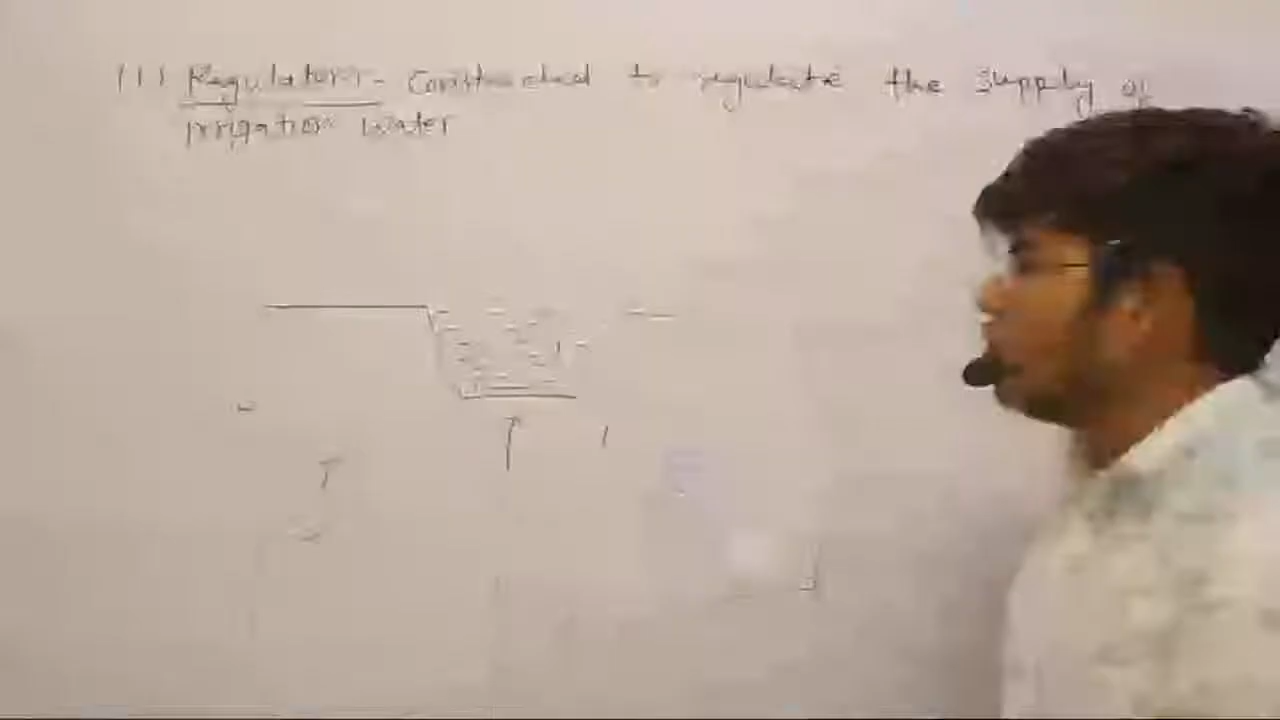 (1) Regulators - Constructed to regulate the supply of
irrigation water